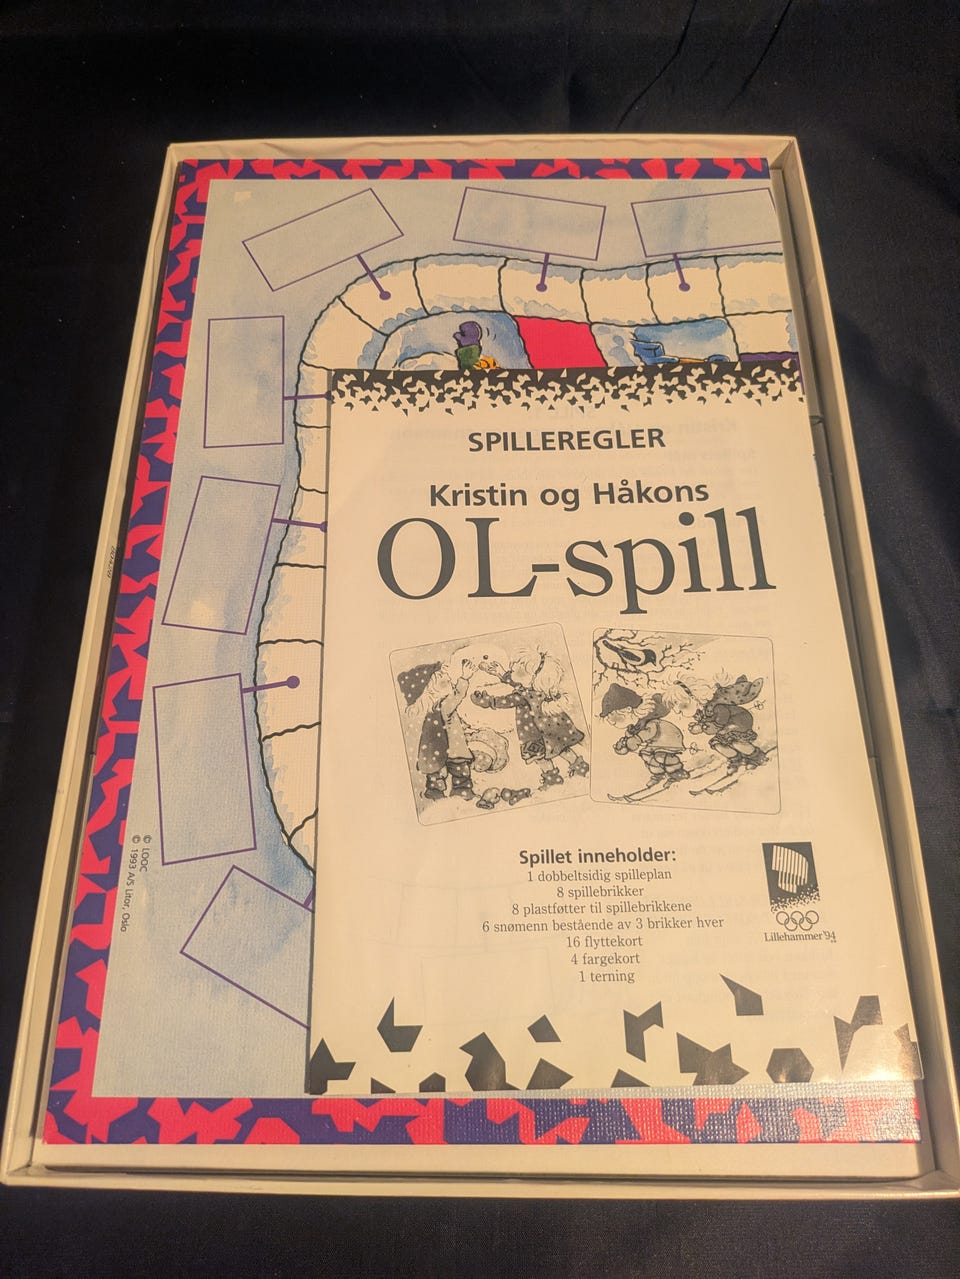 SPILLEREGLER
Kristin og Håkons
OL-spill
Spillet inneholder:
1 dobbeltsidig spilleplan
8 spillebrikker
8 plastføtter til spillebrikkene
6 snømenn bestående av 3 brikker hver
16 flyttekort
4 fargekort
1 terning
Lillehammer '94
© LOOC
© 1993 A/S Litor, Oslo